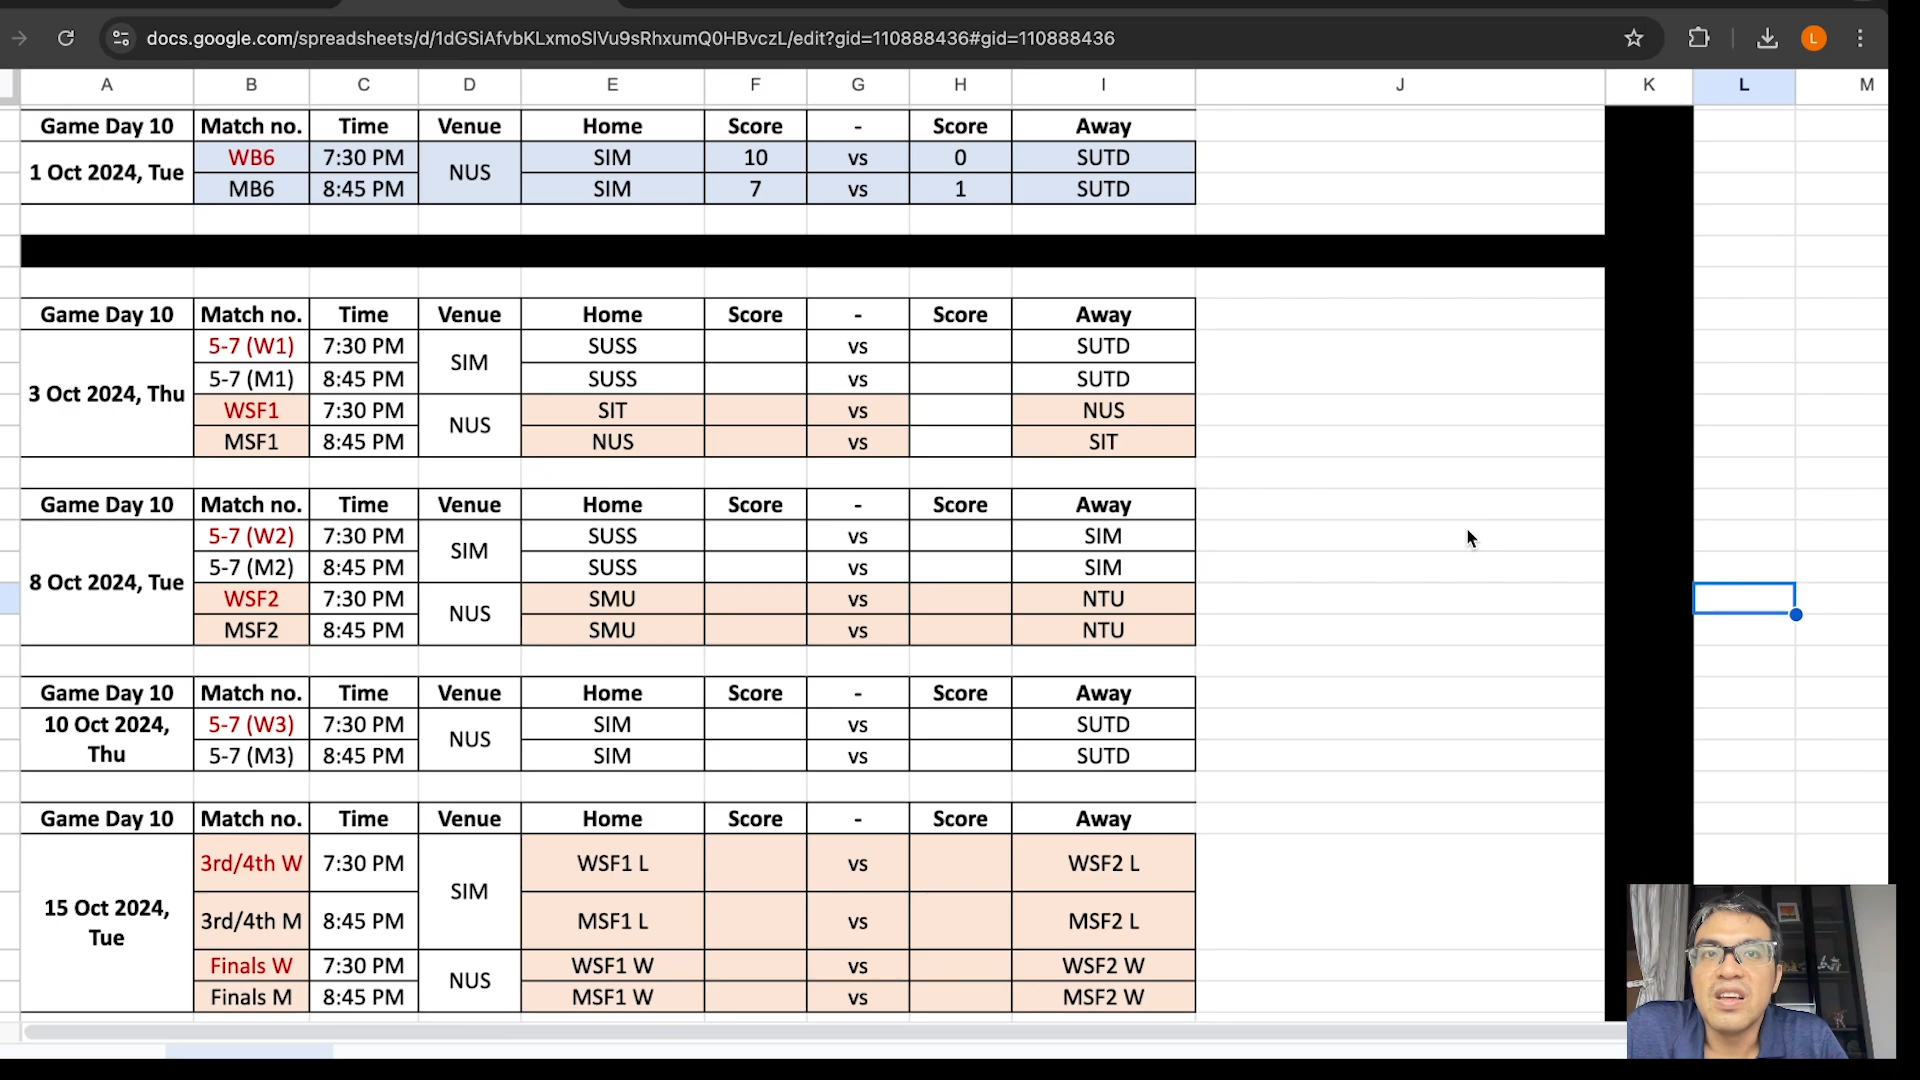 docs.google.com/spreadsheets/d/1dGSiAfvbKLxmoSlVu9sRhxumQ0HBvczL/edit?gid=110888436#gid=110888436
L
A B C D E F G H I J K L M
Game Day 10 Match no. Time Venue Home Score - Score Away
1 Oct 2024, Tue WB6 7:30 PM NUS SIM 10 vs 0 SUTD
MB6 8:45 PM SIM 7 vs 1 SUTD
Game Day 10 Match no. Time Venue Home Score - Score Away
3 Oct 2024, Thu 5-7 (W1) 7:30 PM SIM SUSS vs SUTD
5-7 (M1) 8:45 PM SUSS vs SUTD
WSF1 7:30 PM NUS SIT vs NUS
MSF1 8:45 PM NUS vs SIT
Game Day 10 Match no. Time Venue Home Score - Score Away
8 Oct 2024, Tue 5-7 (W2) 7:30 PM SIM SUSS vs SIM
5-7 (M2) 8:45 PM SUSS vs SIM
WSF2 7:30 PM NUS SMU vs NTU
MSF2 8:45 PM SMU vs NTU
Game Day 10 Match no. Time Venue Home Score - Score Away
10 Oct 2024, Thu 5-7 (W3) 7:30 PM NUS SIM vs SUTD
5-7 (M3) 8:45 PM SIM vs SUTD
Game Day 10 Match no. Time Venue Home Score - Score Away
15 Oct 2024, Tue 3rd/4th W 7:30 PM SIM WSF1 L vs WSF2 L
3rd/4th M 8:45 PM MSF1 L vs MSF2 L
Finals W 7:30 PM NUS WSF1 W vs WSF2 W
Finals M 8:45 PM MSF1 W vs MSF2 W